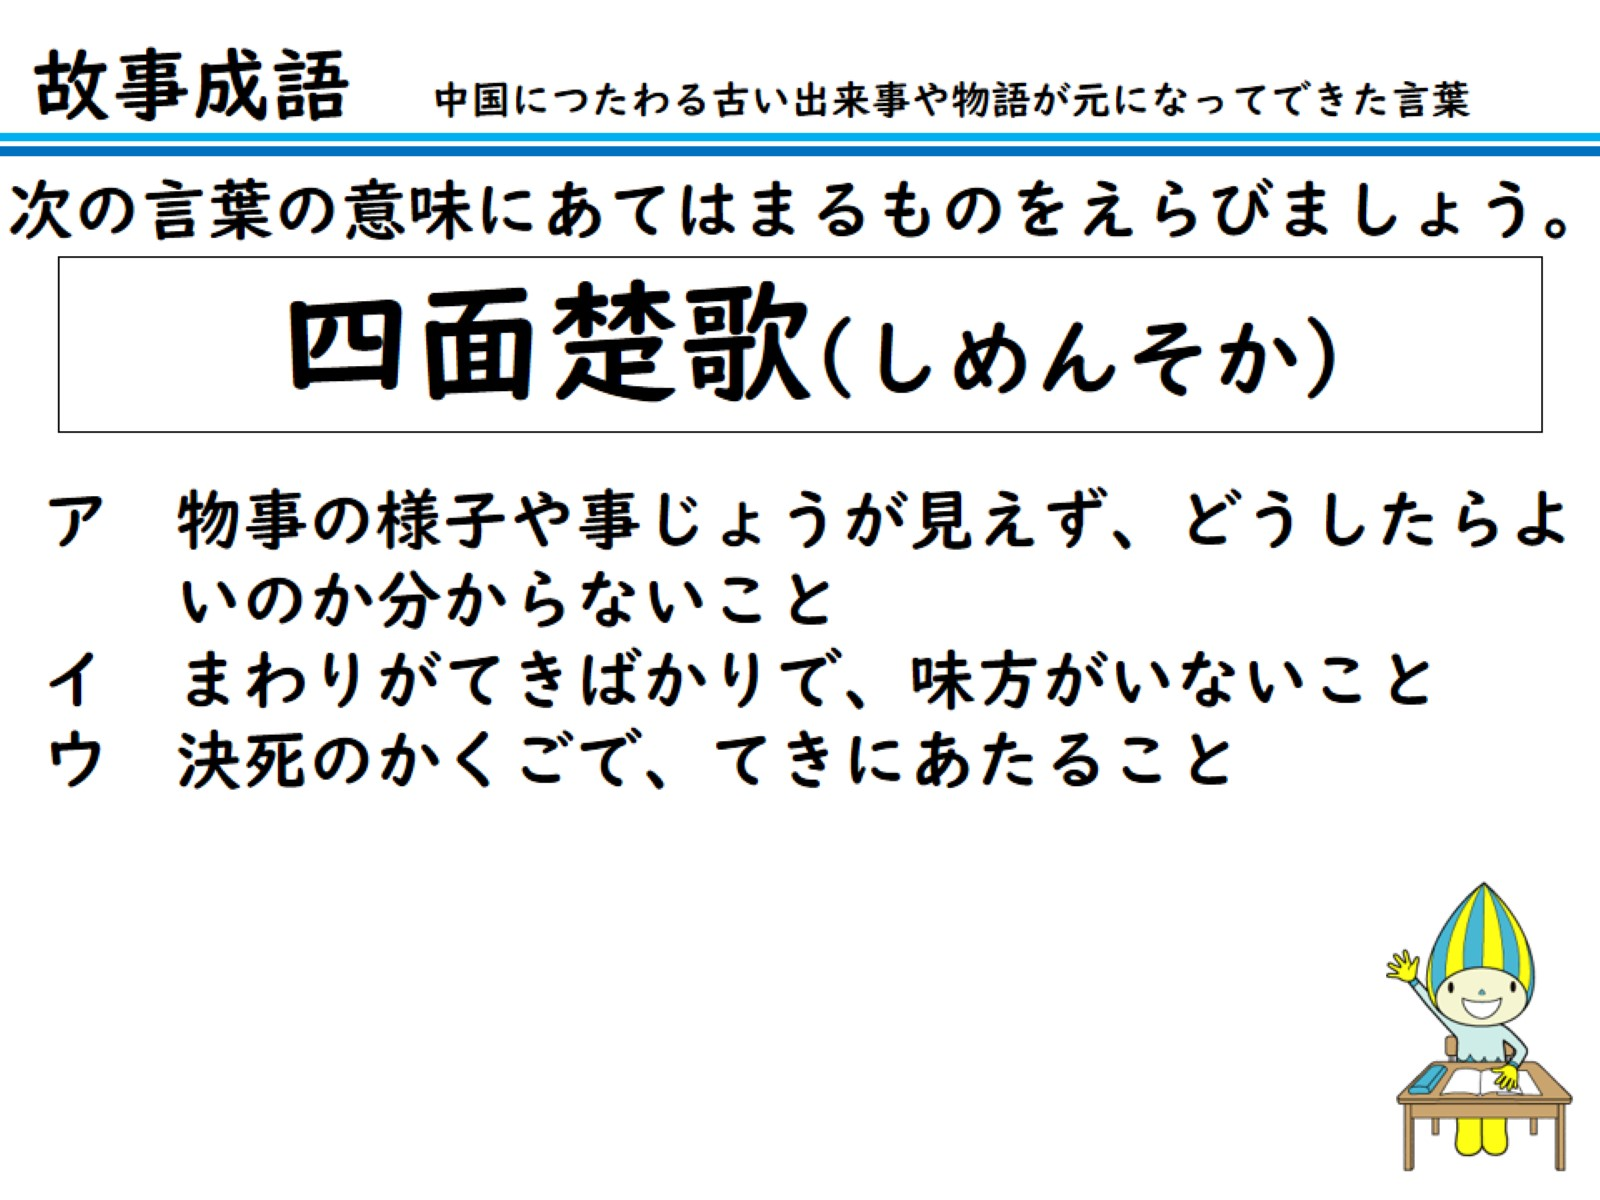 故事成語　中国につたわる古い出来事や物語が元になってできた言葉
次の言葉の意味にあてはまるものをえらびましょう。
四面楚歌（しめんそか）
ア　物事の様子や事じょうが見えず、どうしたらよ
いのか分からないこと
イ　まわりがてきばかりで、味方がいないこと
ウ　決死のかくごで、てきにあたること